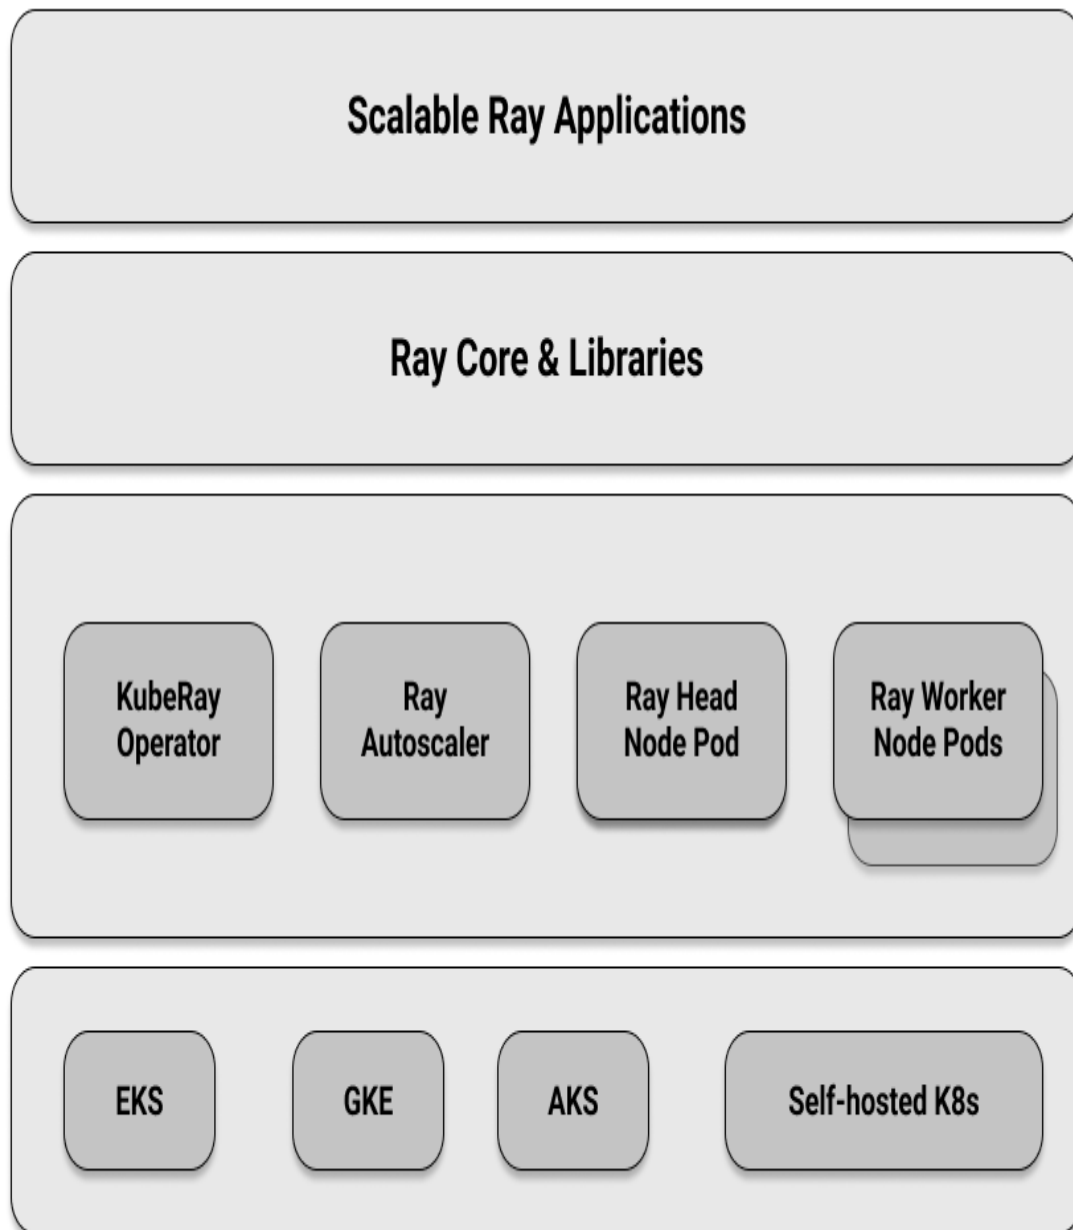 Scalable Ray Applications
Ray Core & Libraries
KubeRay
Operator
Ray
Autoscaler
Ray Head
Node Pod
Ray Worker
Node Pods
EKS
GKE
AKS
Self-hosted K8s